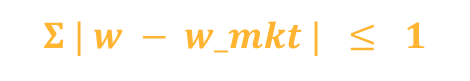 Σ | w − w_mkt | ≤ 1